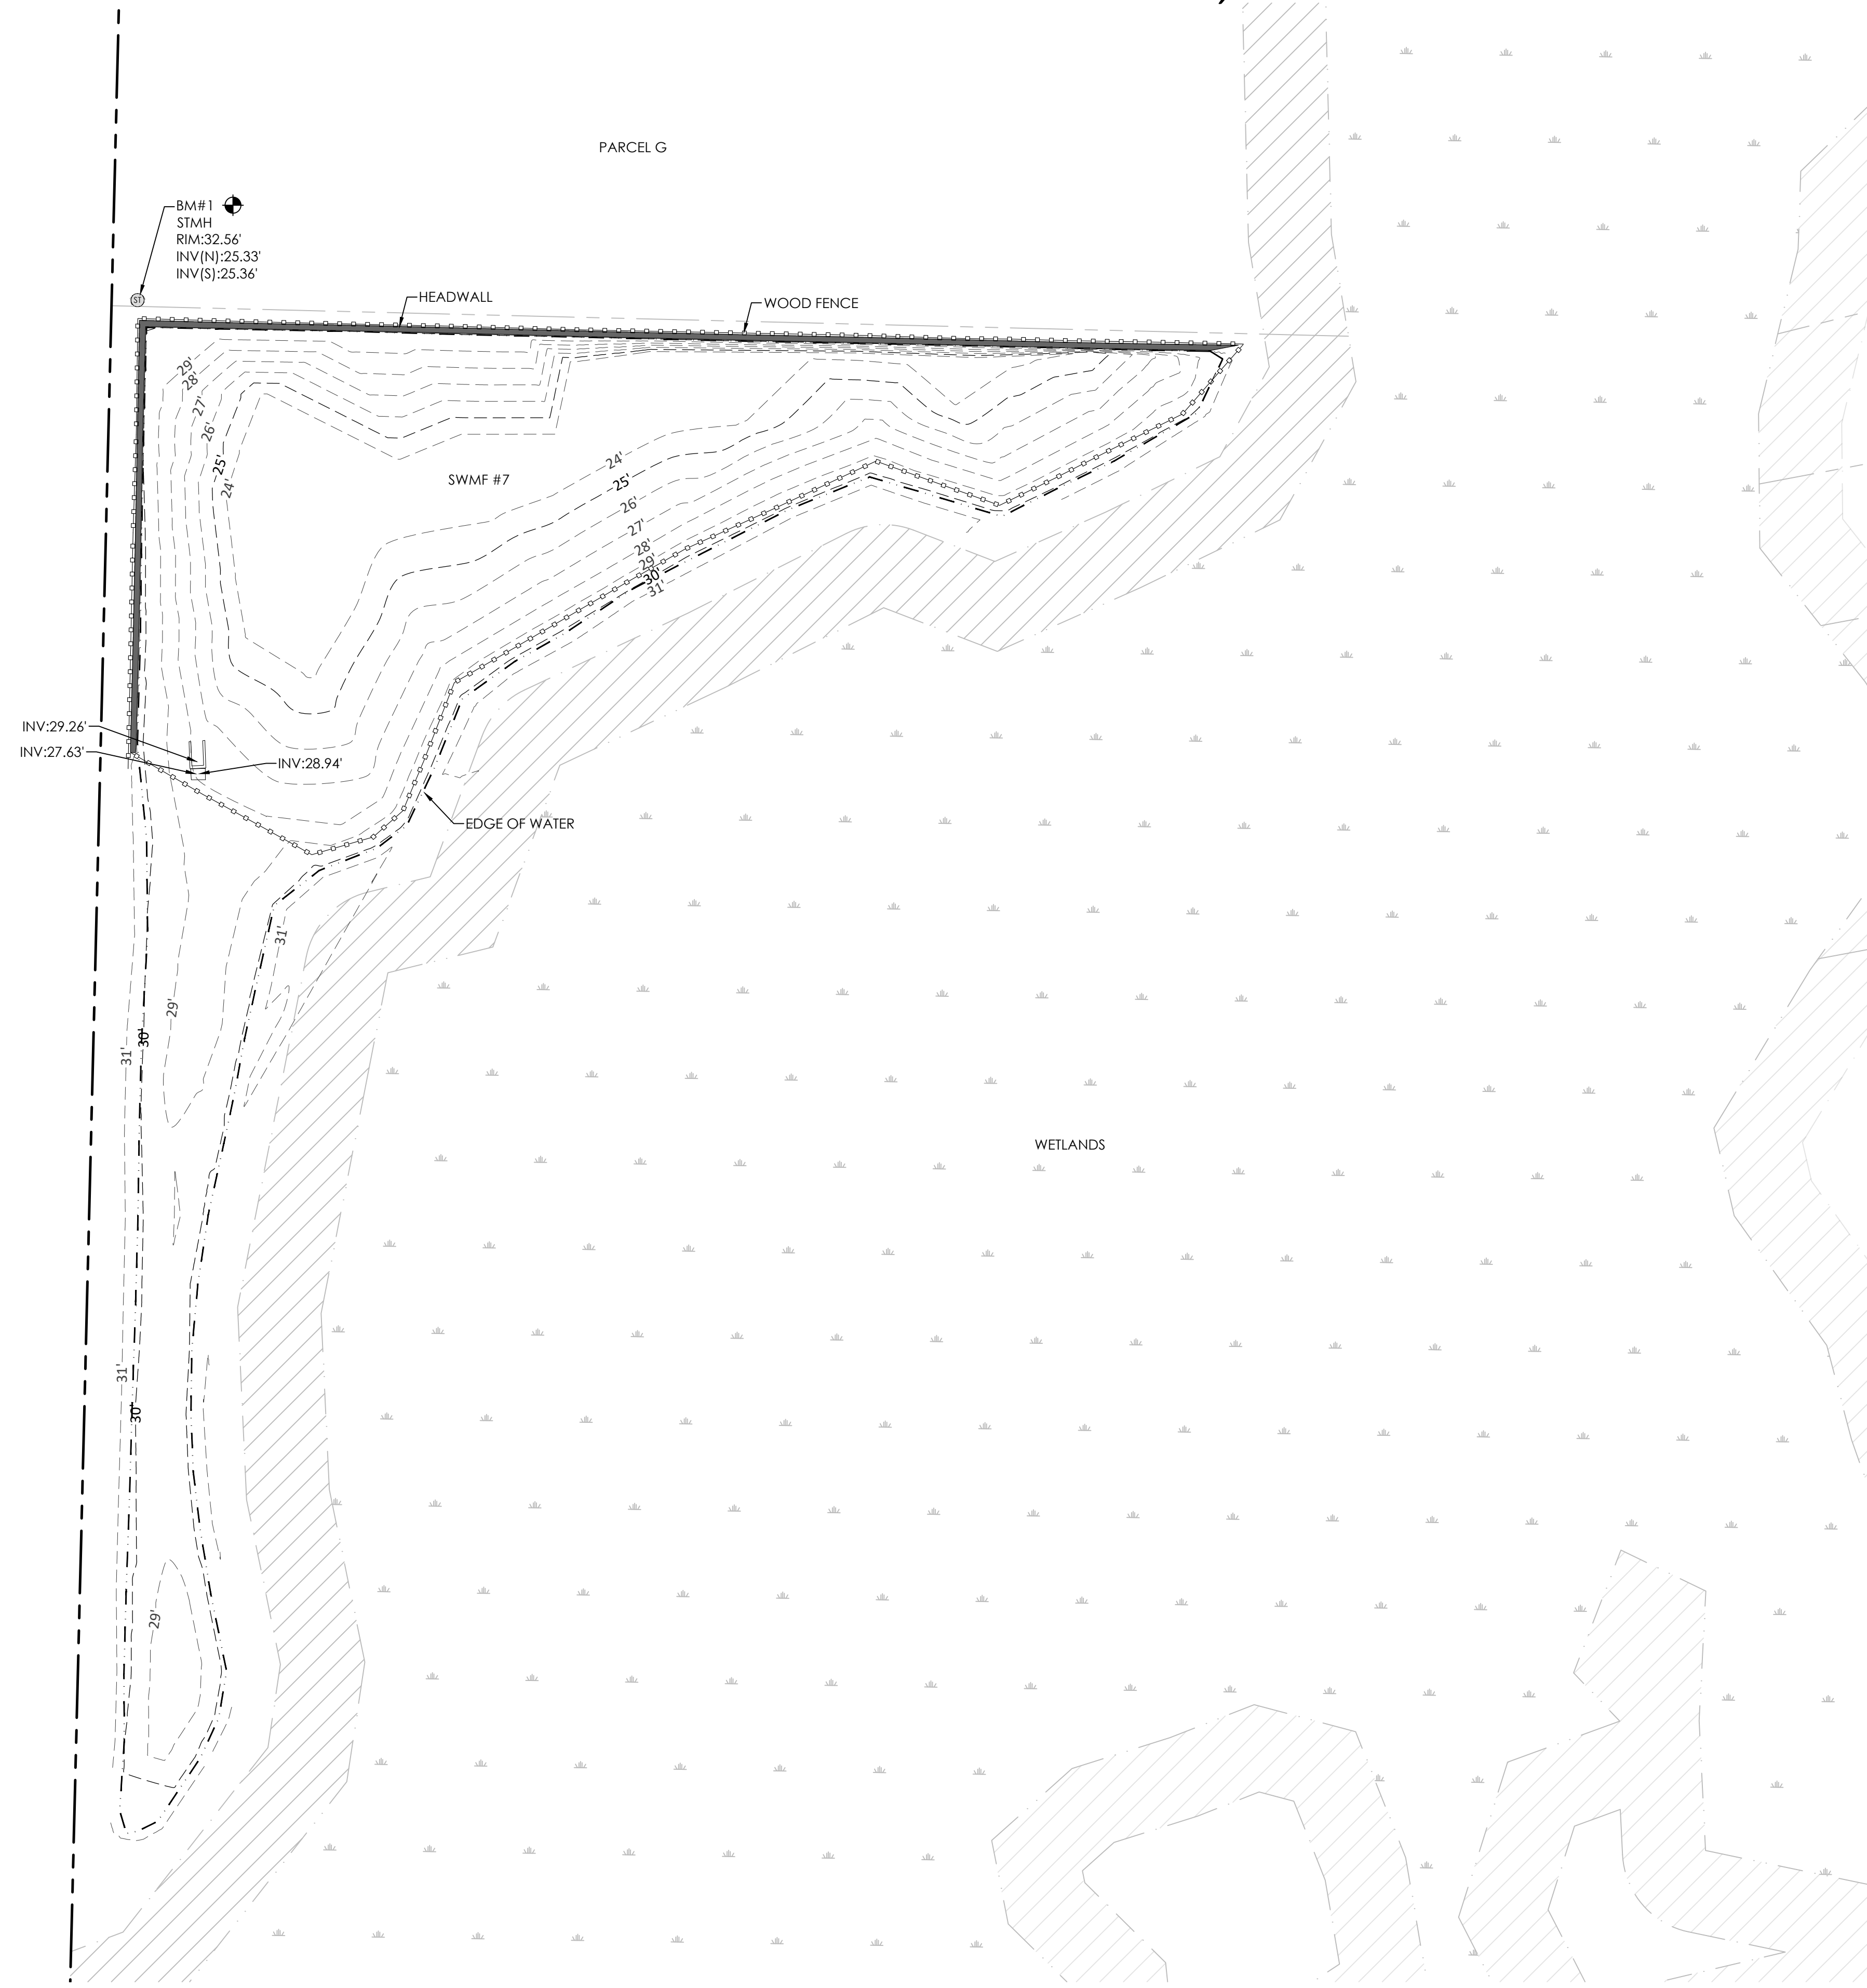 PARCEL G
BM#1
STMH
RIM:32.56'
INV(N):25.33'
INV(S):25.36'
ST
HEADWALL
WOOD FENCE
29'
28'
27'
26'
25'
24'
SWMF #7
24'
25'
26'
27'
28'
29'
30'
31'
INV:29.26'
INV:27.63'
INV:28.94'
EDGE OF WATER
31'
29'
30'
31'
WETLANDS
31'
30'
29'